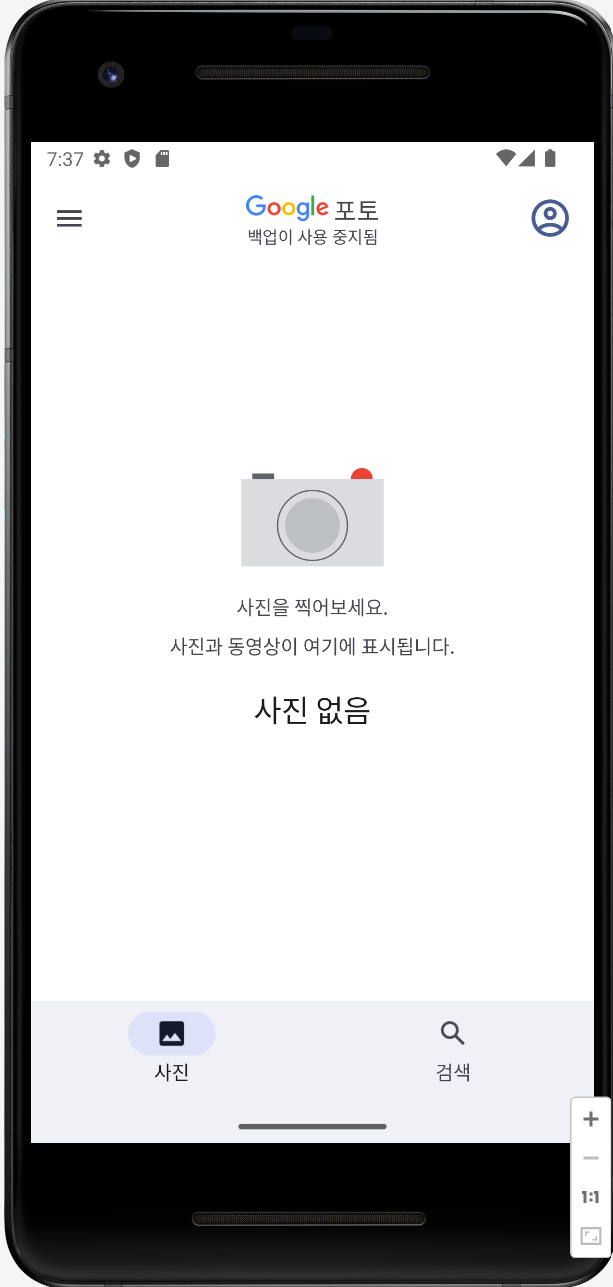 7:37
Google 포토
백업이 사용 중지됨
사진을 찍어보세요.
사진과 동영상이 여기에 표시됩니다.
사진 없음
사진
검색
1:1